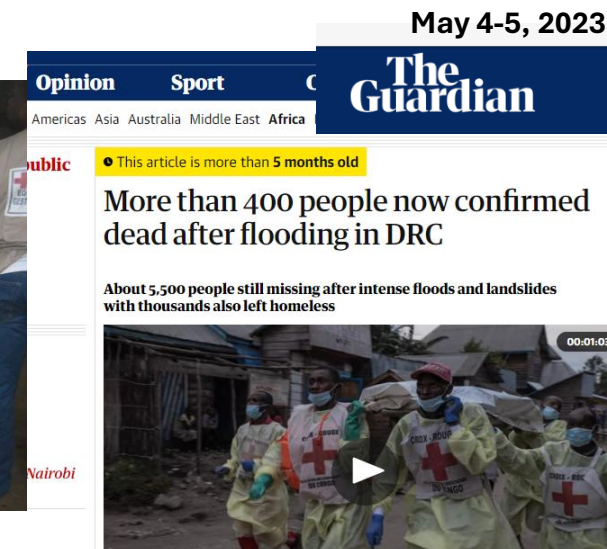 May 4-5, 2023
The
Guardian
Opinion Sport
Americas Asia Australia Middle East Africa
public
This article is more than 5 months old
More than 400 people now confirmed
dead after flooding in DRC
About 5,500 people still missing after intense floods and landslides
with thousands also left homeless
00:01:03
CROIX-ROUGE
Nairobi